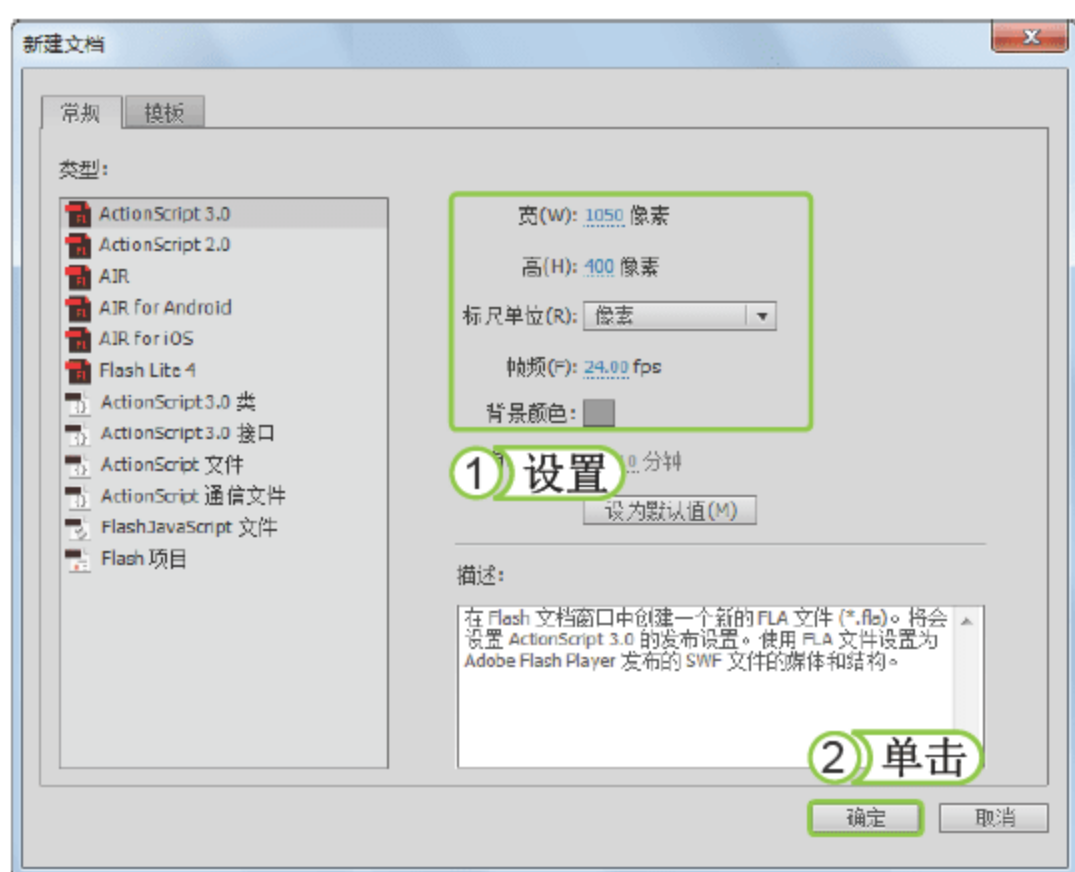 新建文档
常规
模板
类型:
ActionScript 3.0
ActionScript 2.0
AIR
AIR for Android
AIR for iOS
Flash Lite 4
ActionScript 3.0 类
ActionScript 3.0 接口
ActionScript 文件
ActionScript 通信文件
FlashJavaScript 文件
Flash 项目
宽(W): 1050 像素
高(H): 400 像素
标尺单位(R): 像素
帧频(F): 24.00 fps
背景颜色:
① 设置
分钟
设为默认值(M)
描述:
在 Flash 文档窗口中创建一个新的 FLA 文件 (*.fla)。将会
设置 ActionScript 3.0 的发布设置。使用 FLA 文件设置为
Adobe Flash Player 发布的 SWF 文件的媒体和结构。
② 单击
确定
取消